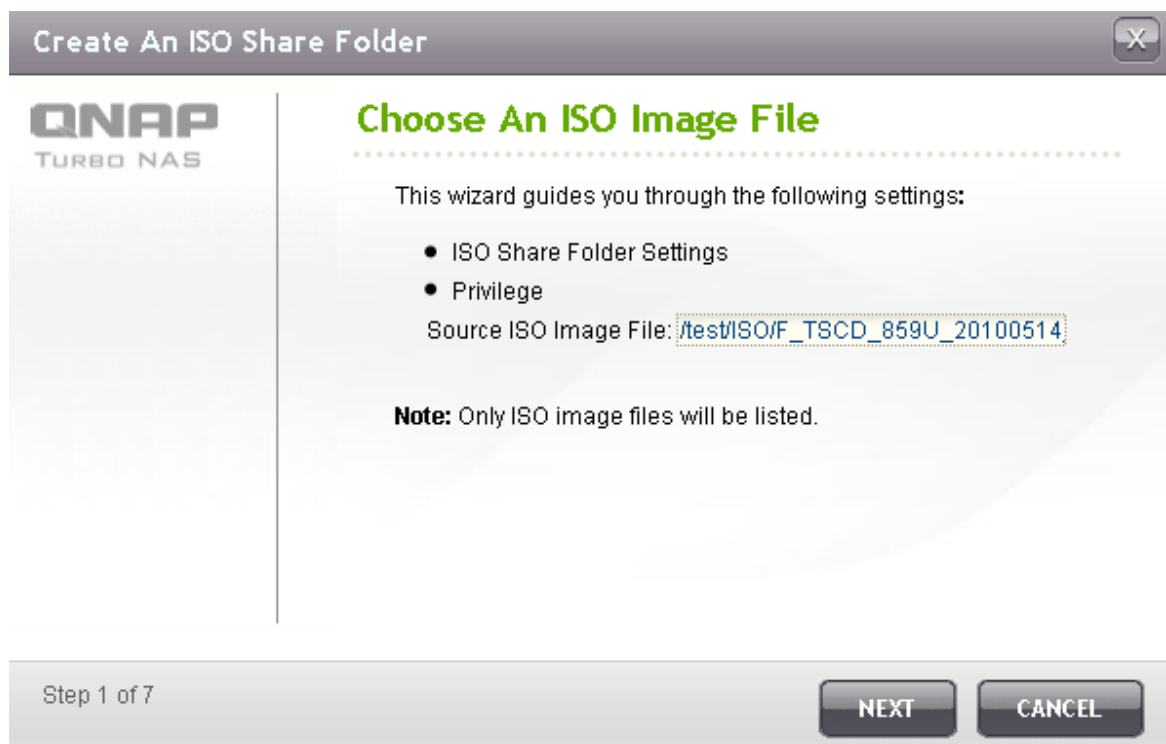 Create An ISO Share Folder
X
QNAP
TURBO NAS
Choose An ISO Image File
This wizard guides you through the following settings:
• ISO Share Folder Settings
• Privilege
Source ISO Image File: /test/ISO/F_TSCD_859U_20100514
Note: Only ISO image files will be listed.
Step 1 of 7
NEXT
CANCEL